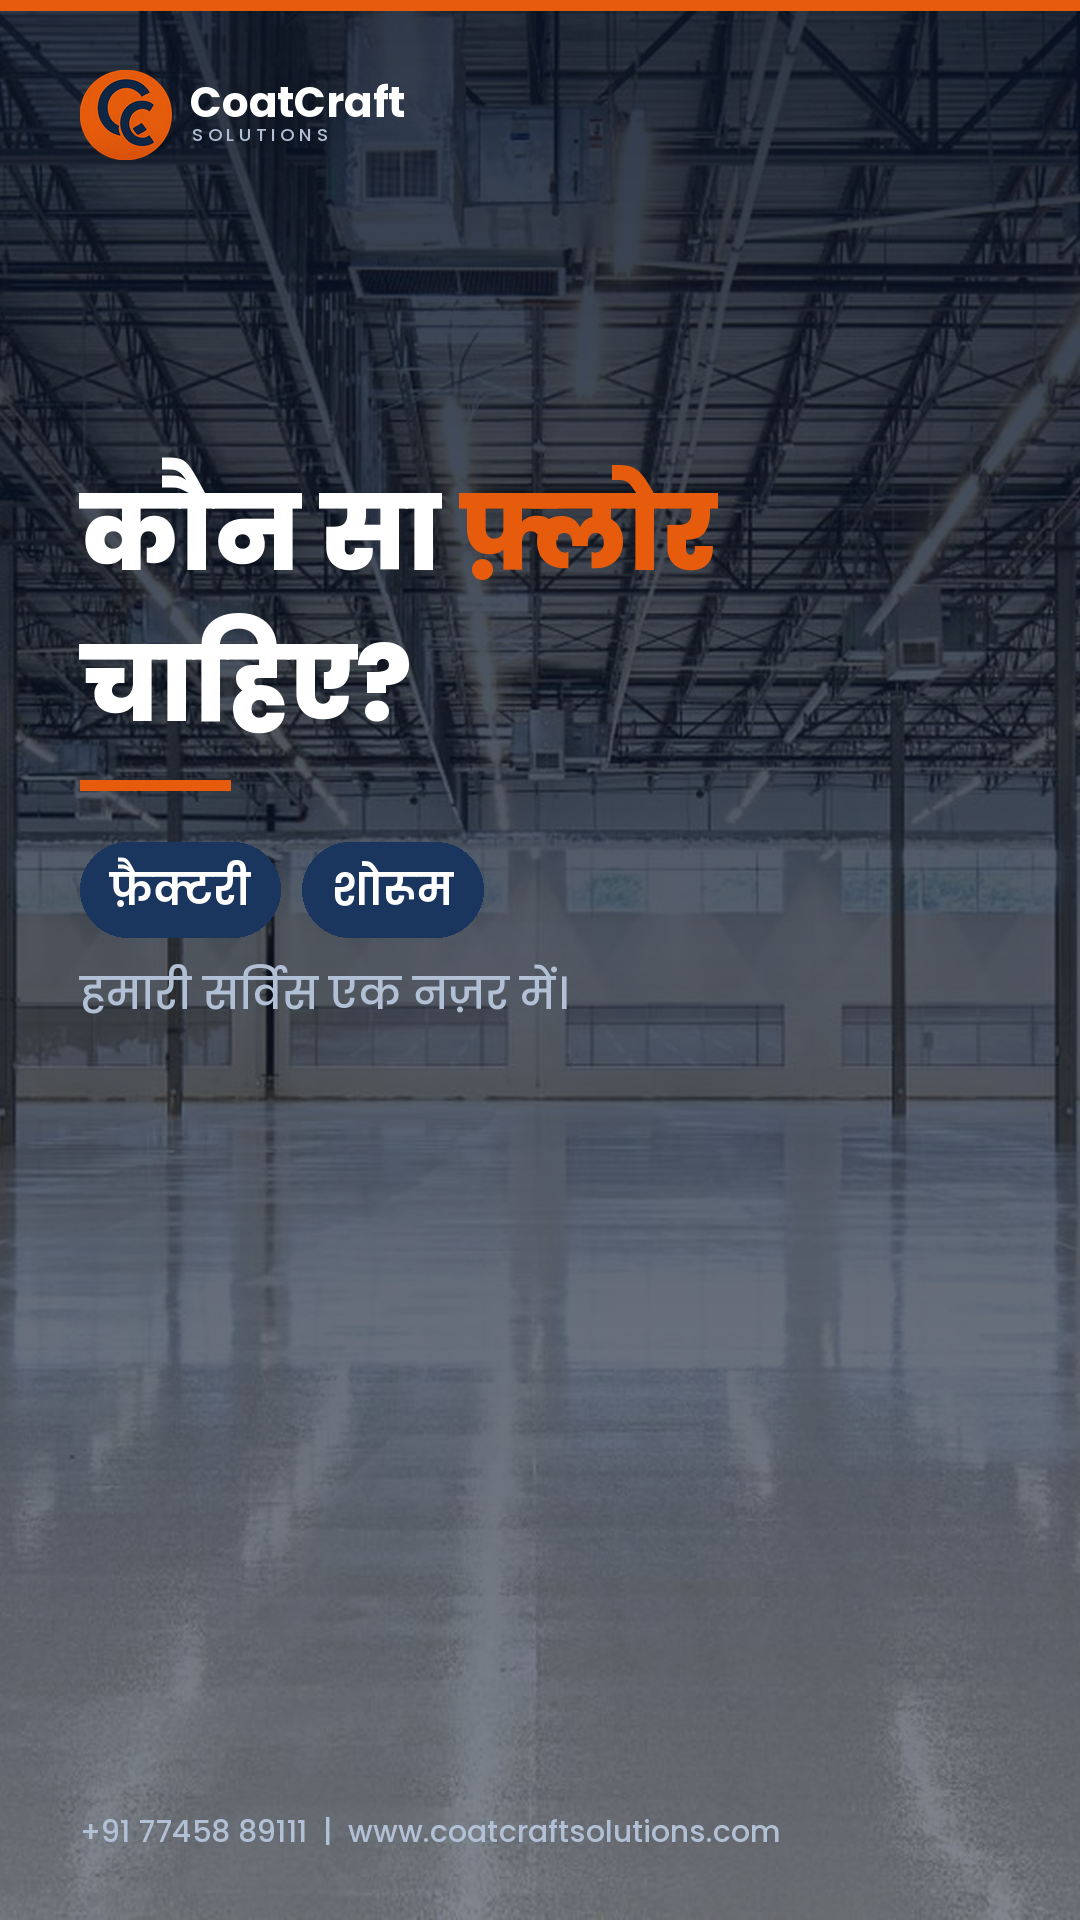 CoatCraft
SOLUTIONS
कौन सा फ़्लोर
चाहिए?
फ़ैक्टरी शोरूम
हमारी सर्विस एक नज़र में।
+91 77458 89111 | www.coatcraftsolutions.com